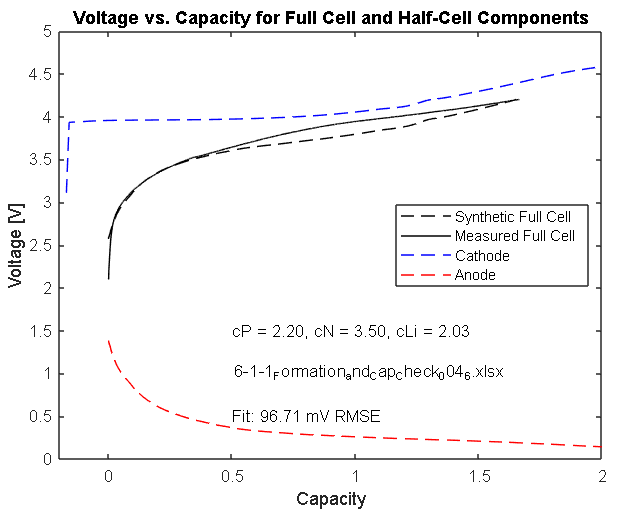 Voltage vs. Capacity for Full Cell and Half-Cell Components
5
4.5
4
3.5
3
2.5
2
1.5
1
0.5
0
Voltage [V]
Synthetic Full Cell
Measured Full Cell
Cathode
Anode
cP = 2.20, cN = 3.50, cLi = 2.03
6-1-1FormationandCapCheck0046.xlsx
Fit: 96.71 mV RMSE
0
0.5
1
1.5
2
Capacity